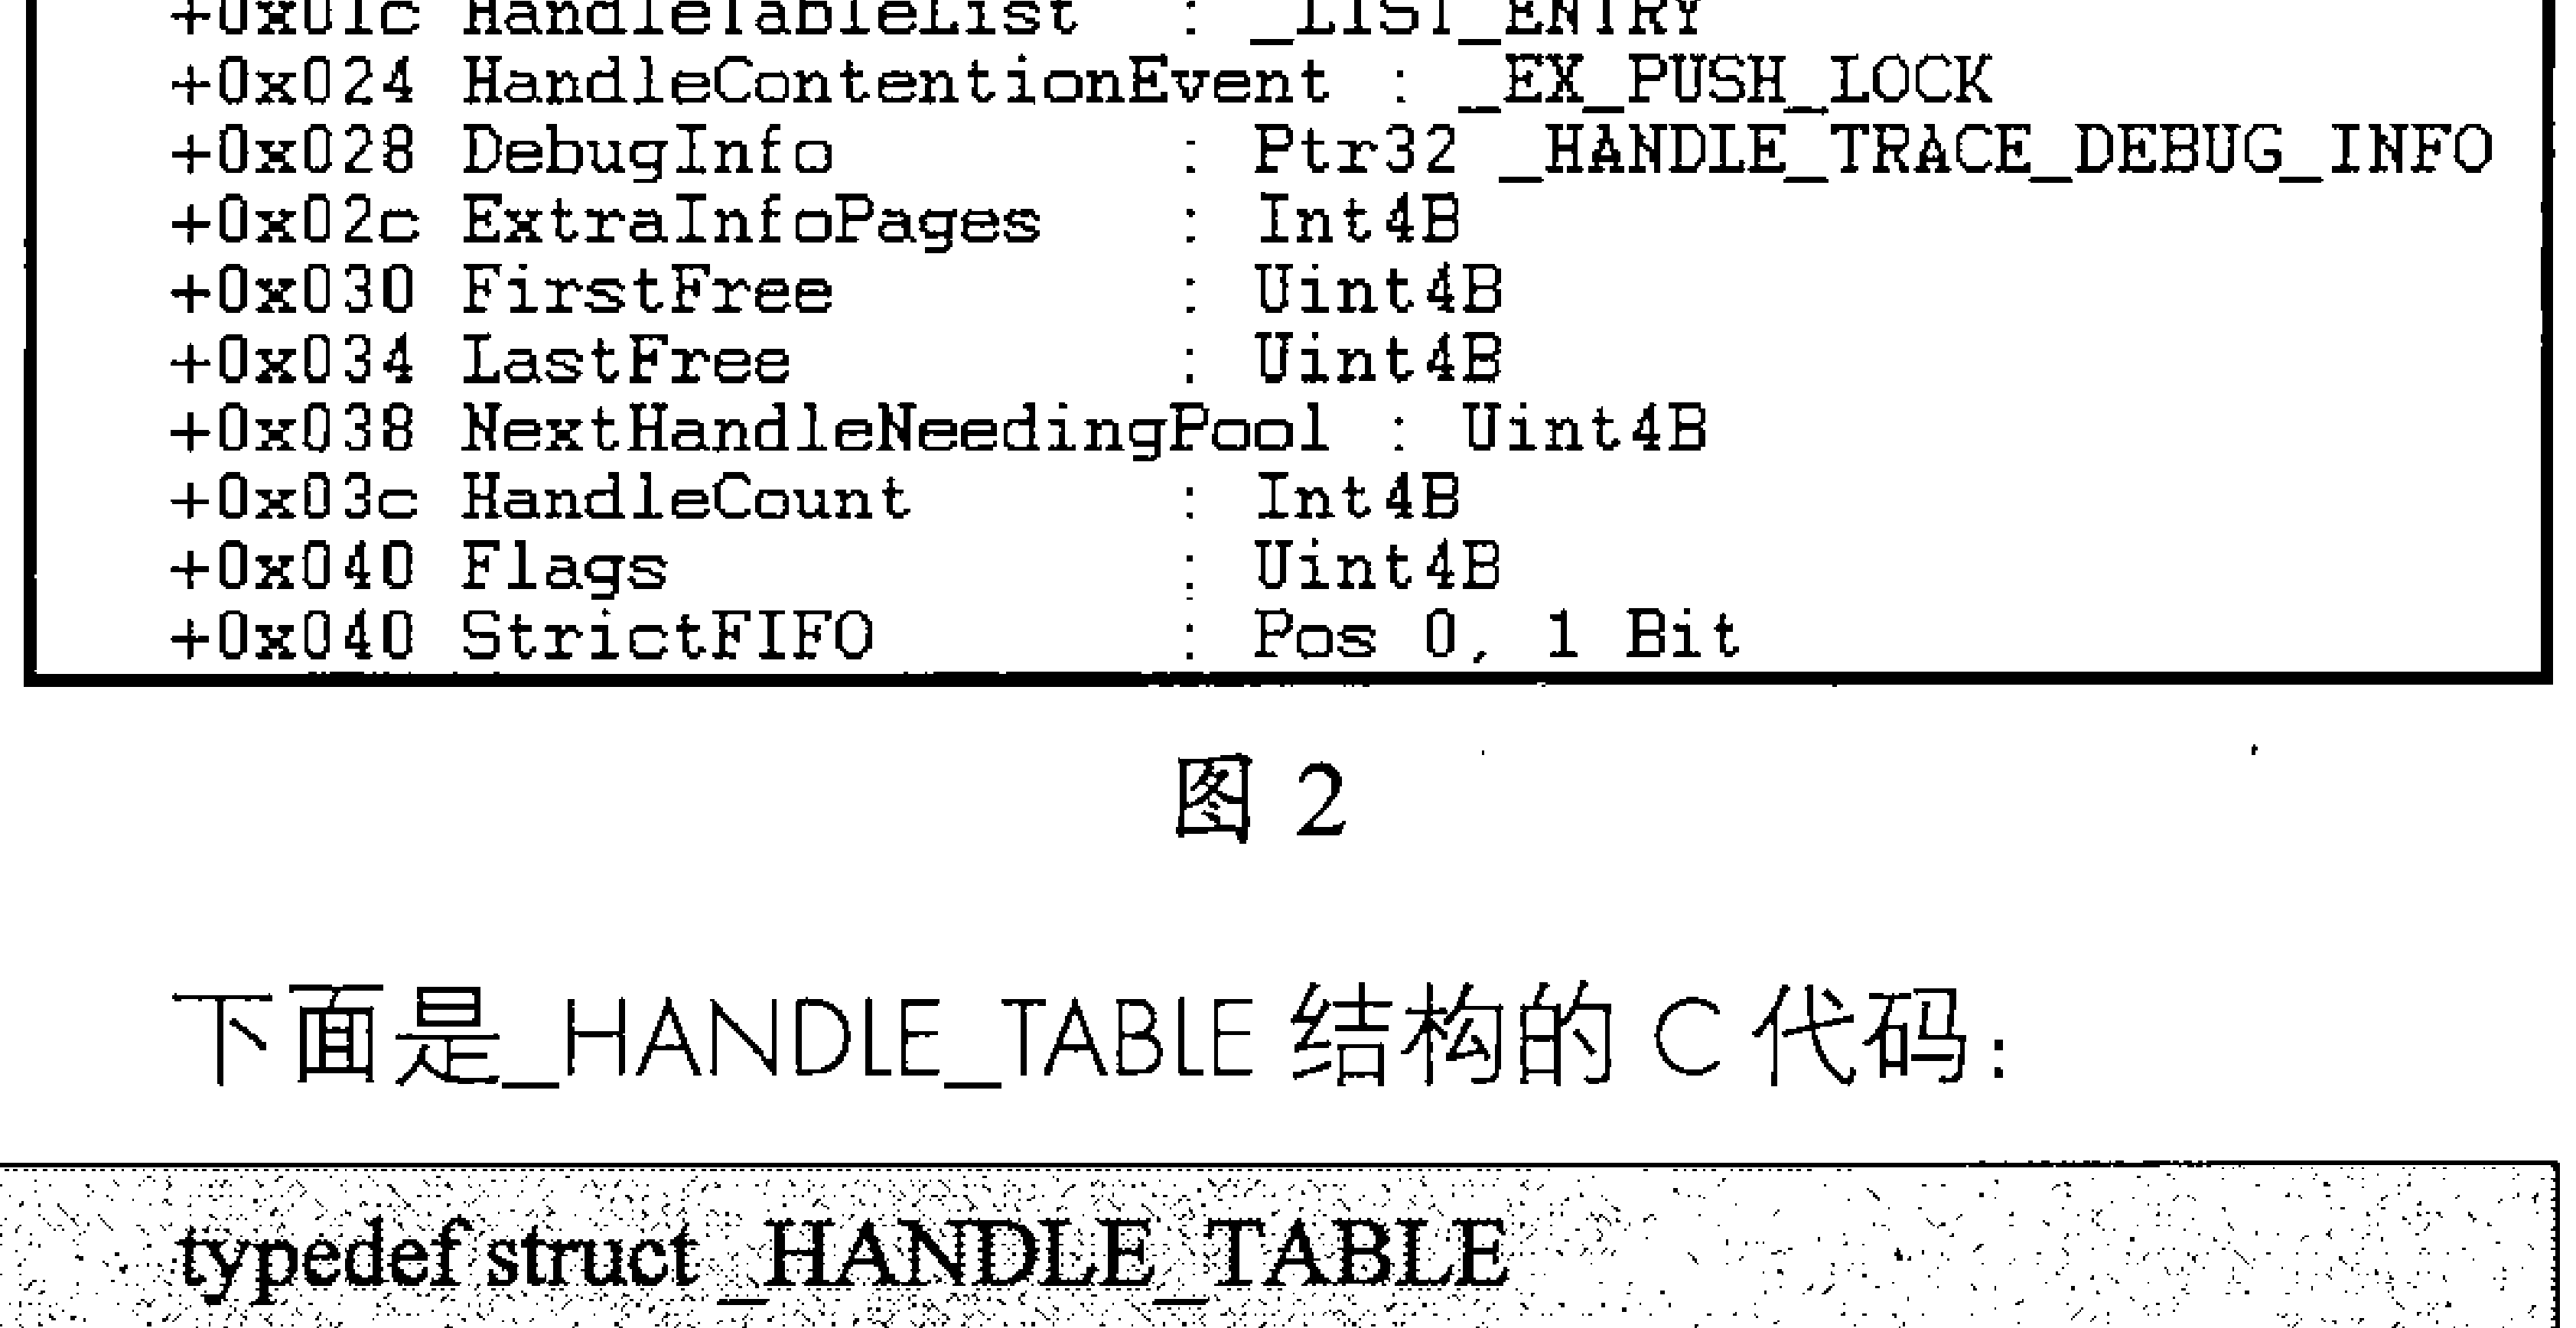 +0x01c HandleTableList : _LIST_ENTRY
+0x024 HandleContentionEvent : _EX_PUSH_LOCK
+0x028 DebugInfo : Ptr32 _HANDLE_TRACE_DEBUG_INFO
+0x02c ExtraInfoPages : Int4B
+0x030 FirstFree : Uint4B
+0x034 LastFree : Uint4B
+0x038 NextHandleNeedingPool : Uint4B
+0x03c HandleCount : Int4B
+0x040 Flags : Uint4B
+0x040 StrictFIFO : Pos 0, 1 Bit
图 2
下面是_HANDLE_TABLE 结构的 C 代码:
typedef struct _HANDLE_TABLE